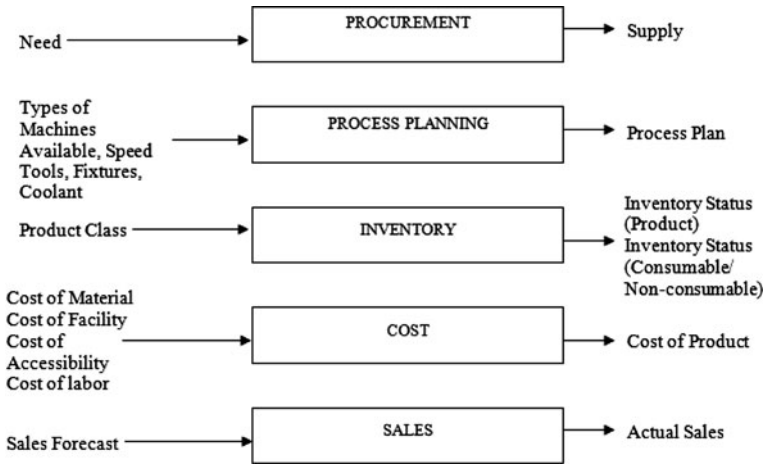 PROCUREMENT
Need
Supply
Types of
Machines
Available, Speed
Tools, Fixtures,
Coolant
PROCESS PLANNING
Process Plan
Product Class
INVENTORY
Inventory Status
(Product)
Inventory Status
(Consumable/
Non-consumable)
Cost of Material
Cost of Facility
Cost of
Accessibility
Cost of labor
COST
Cost of Product
Sales Forecast
SALES
Actual Sales